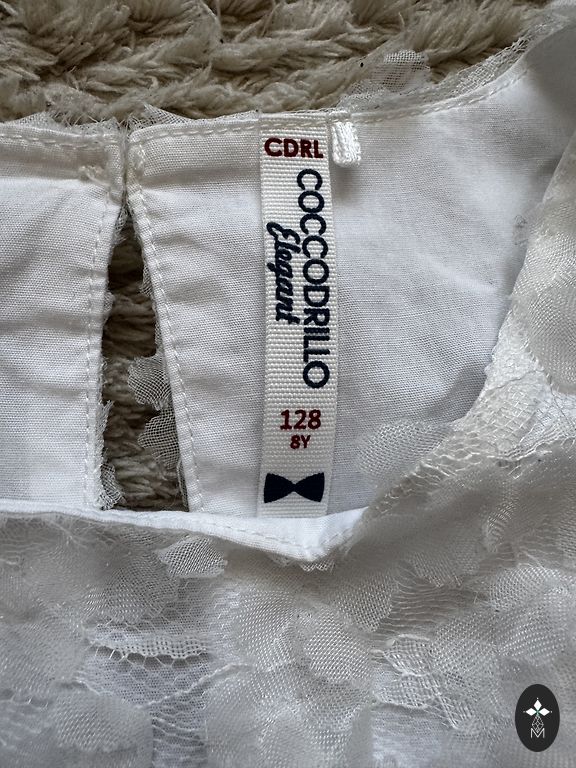 CDRL
COCCODRILLO
Elegant
128
8Y
M